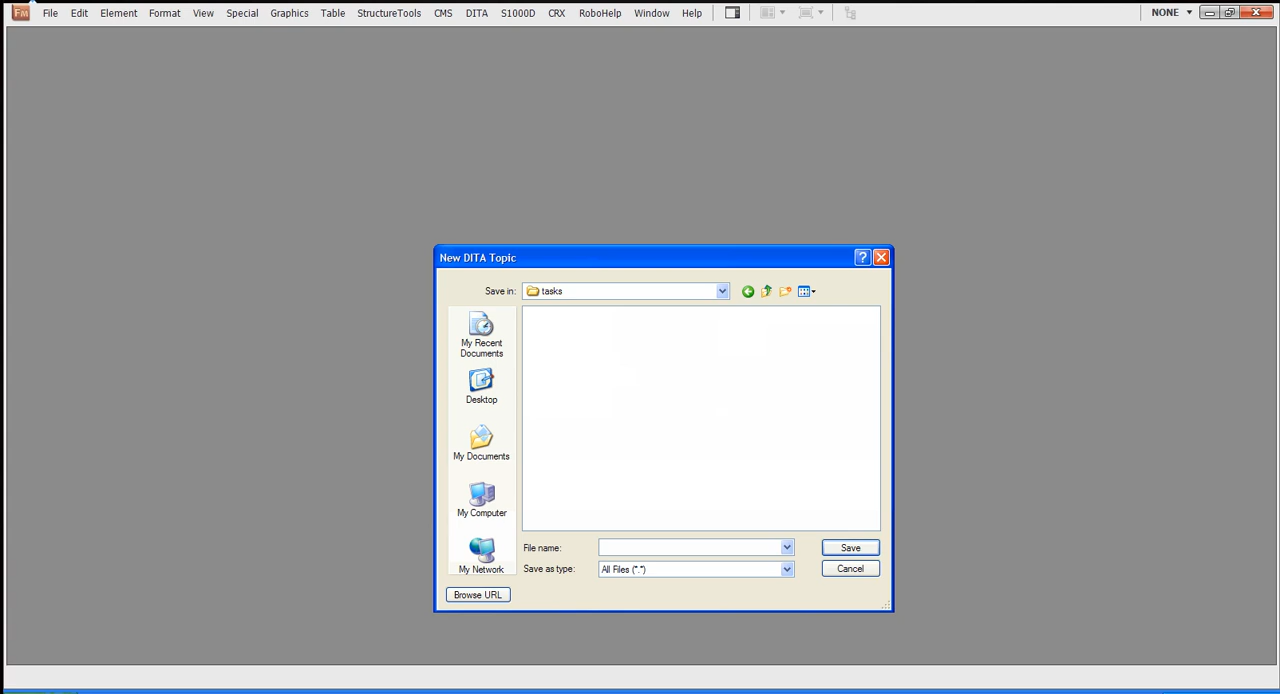 Fm File Edit Element Format View Special Graphics Table StructureTools CMS DITA S1000D CRX RoboHelp Window Help NONE
New DITA Topic ?
Save in: tasks
My Recent
Documents
Desktop
My Documents
My Computer
My Network
File name: Save
Save as type: All Files (*.*) Cancel
Browse URL